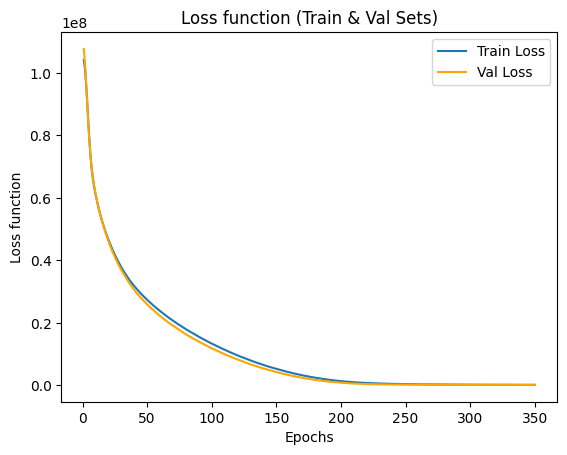 Loss function (Train & Val Sets)
1e8
Train Loss
Val Loss
1.0
0.8
0.6
0.4
0.2
0.0
Loss function
0 50 100 150 200 250 300 350
Epochs